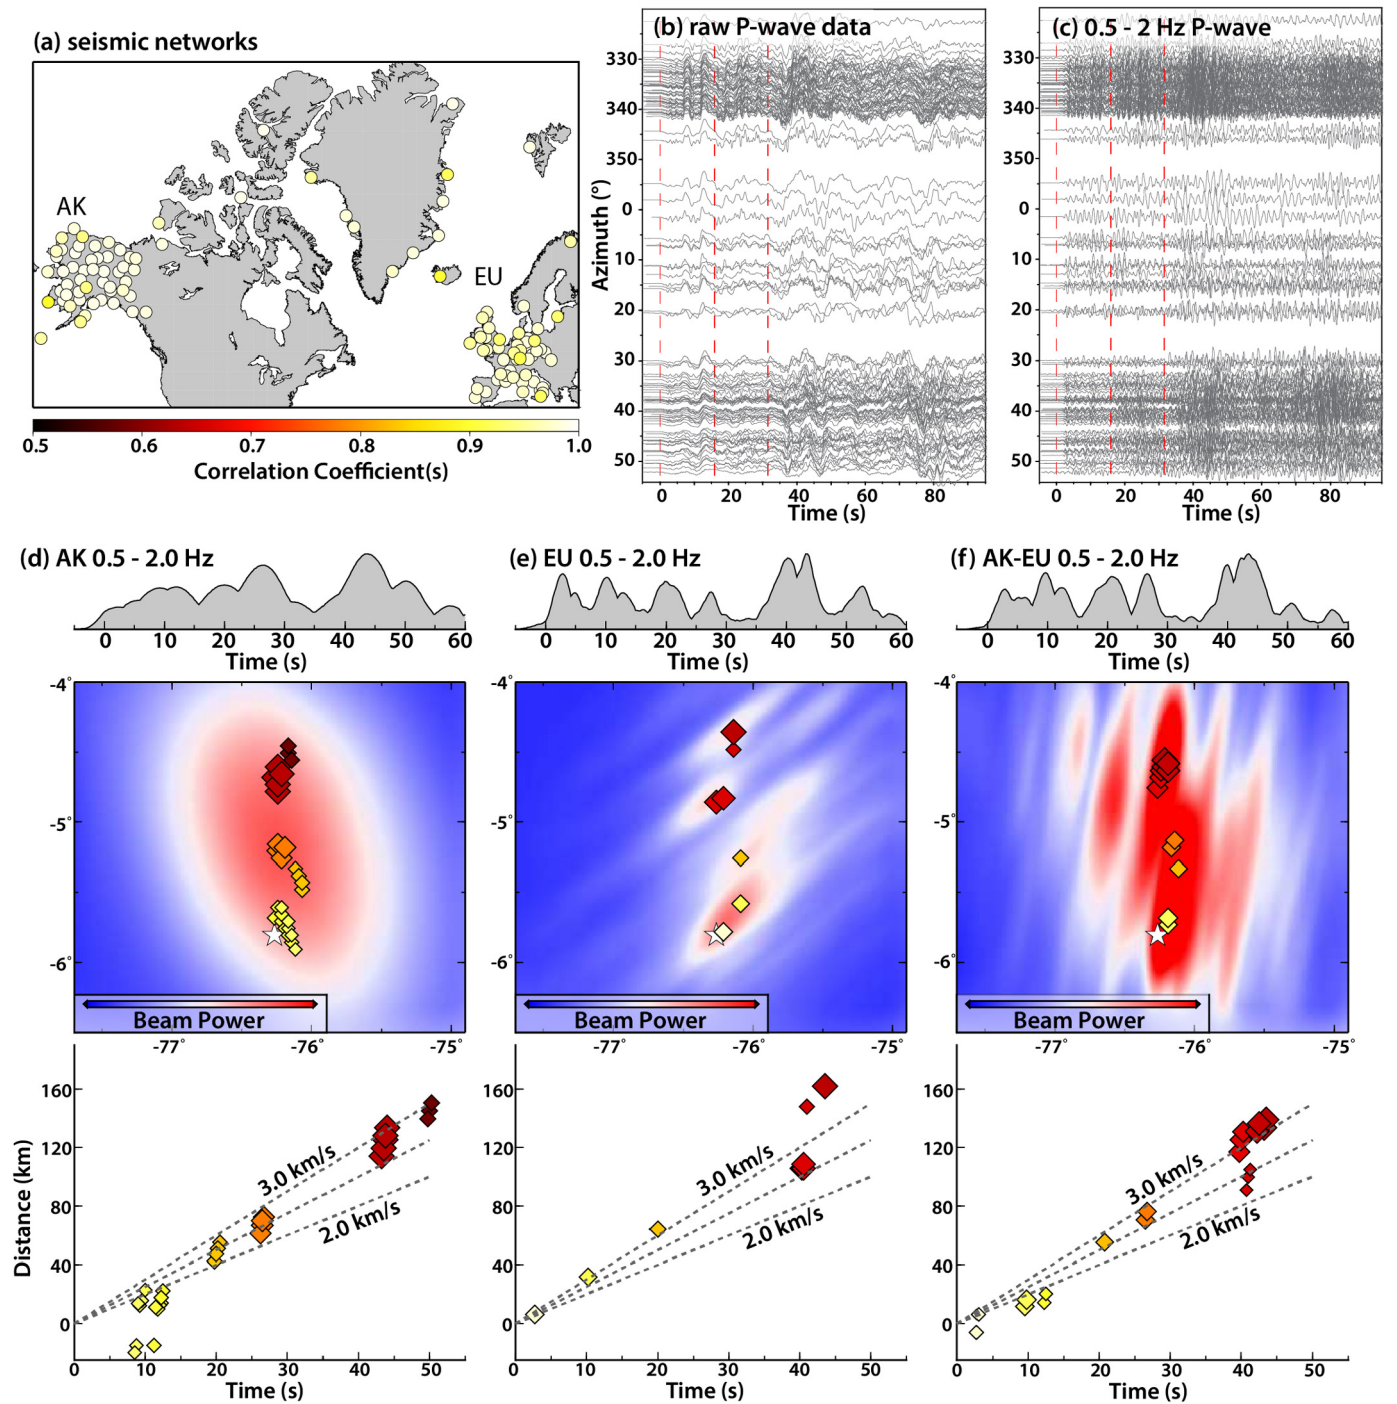 (a) seismic networks
AK
EU
0.5 0.6 0.7 0.8 0.9 1.0
Correlation Coefficient(s)
(b) raw P-wave data
330
340
350
0
10
20
30
40
50
Azimuth (°)
0 20 40 60 80
Time (s)
(c) 0.5 - 2 Hz P-wave
330
340
350
0
10
20
30
40
50
0 20 40 60 80
Time (s)
(d) AK 0.5 - 2.0 Hz
0 10 20 30 40 50 60
Time (s)
-4°
-5°
-6°
Beam Power
-77° -76° -75°
160
120
80
40
0
Distance (km)
3.0 km/s
2.0 km/s
0 10 20 30 40 50
Time (s)
(e) EU 0.5 - 2.0 Hz
0 10 20 30 40 50 60
Time (s)
-4°
-5°
-6°
Beam Power
-77° -76° -75°
160
120
80
40
0
3.0 km/s
2.0 km/s
0 10 20 30 40 50
Time (s)
(f) AK-EU 0.5 - 2.0 Hz
0 10 20 30 40 50 60
Time (s)
-4°
-5°
-6°
Beam Power
-77° -76° -75°
160
120
80
40
0
3.0 km/s
2.0 km/s
0 10 20 30 40 50
Time (s)